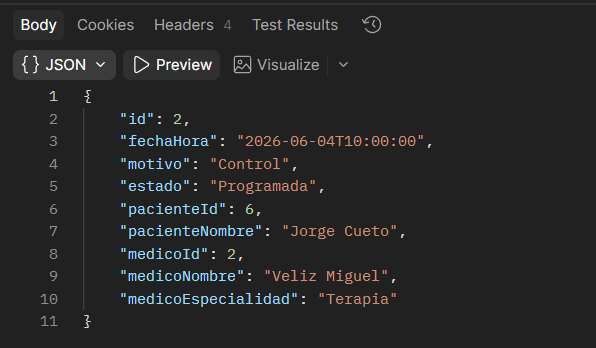 Body Cookies Headers 4 Test Results
{} JSON Preview Visualize
1 {
2 "id": 2,
3 "fechaHora": "2026-06-04T10:00:00",
4 "motivo": "Control",
5 "estado": "Programada",
6 "pacienteId": 6,
7 "pacienteNombre": "Jorge Cueto",
8 "medicoId": 2,
9 "medicoNombre": "Veliz Miguel",
10 "medicoEspecialidad": "Terapia"
11 }